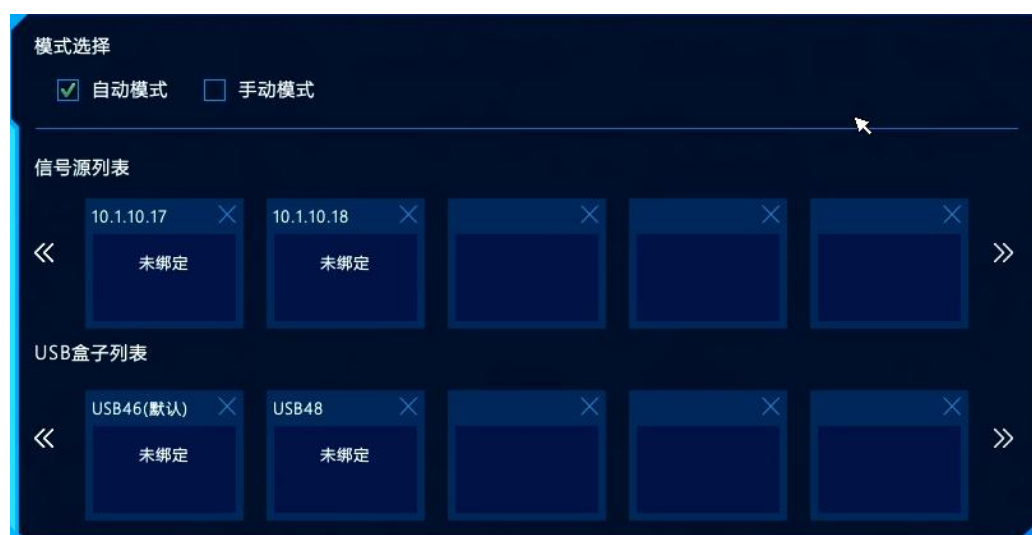 模式选择
自动模式 手动模式
信号源列表
10.1.10.17 10.1.10.18
未绑定 未绑定
USB盒子列表
USB46(默认) USB48
未绑定 未绑定